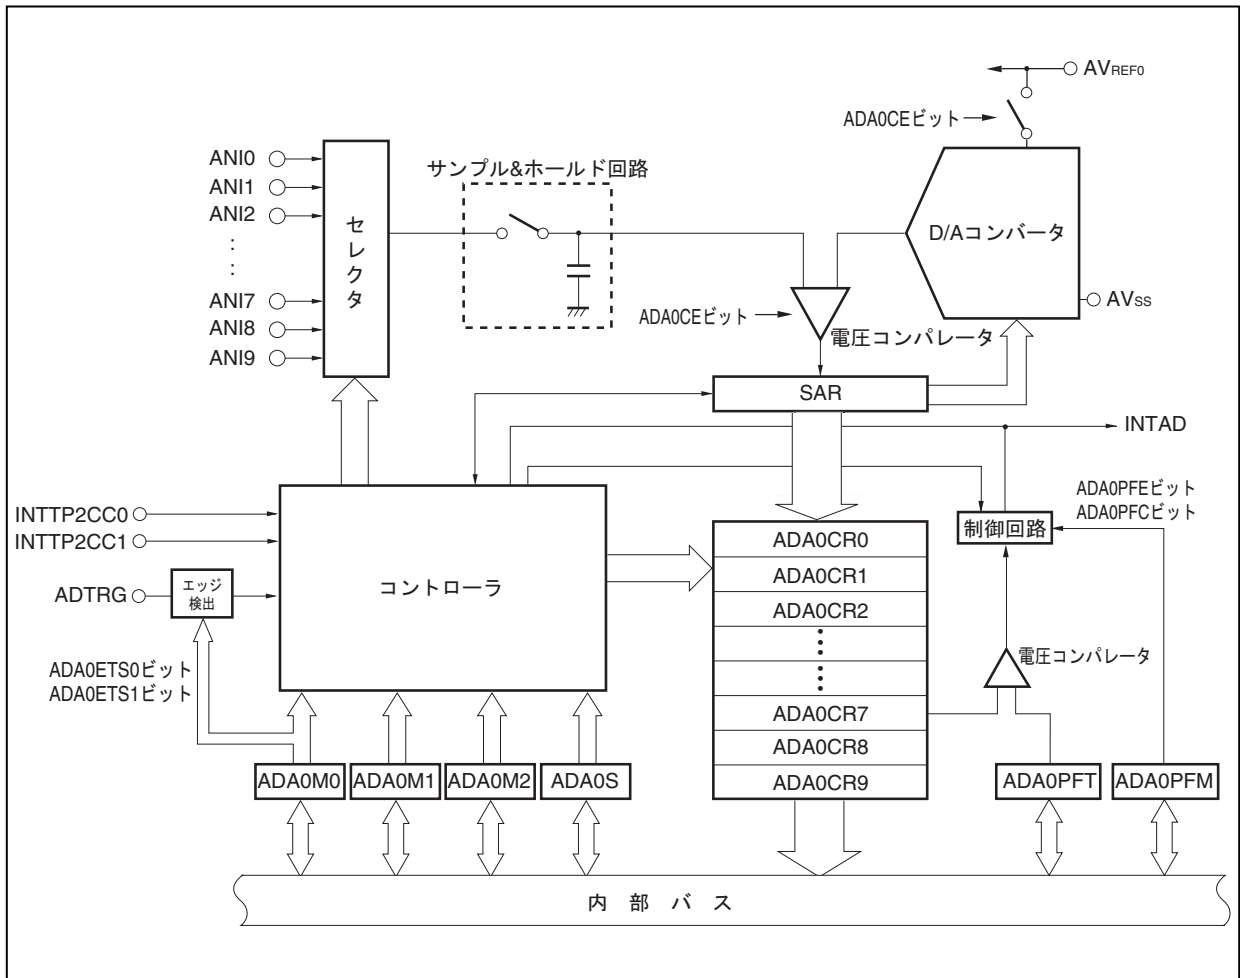 AVREF0
ADA0CEビット
ANI0
ANI1
ANI2
ANI7
ANI8
ANI9
セレクタ
サンプル&ホールド回路
D/Aコンバータ
AVSS
ADA0CEビット
電圧コンパレータ
SAR
INTAD
INTTP2CC0
INTTP2CC1
ADTRG
エッジ
検出
コントローラ
ADA0PFEビット
ADA0PFCビット
制御回路
ADA0CR0
ADA0CR1
ADA0CR2
ADA0CR7
ADA0CR8
ADA0CR9
電圧コンパレータ
ADA0ETS0ビット
ADA0ETS1ビット
ADA0M0
ADA0M1
ADA0M2
ADA0S
ADA0PFT
ADA0PFM
内部バス